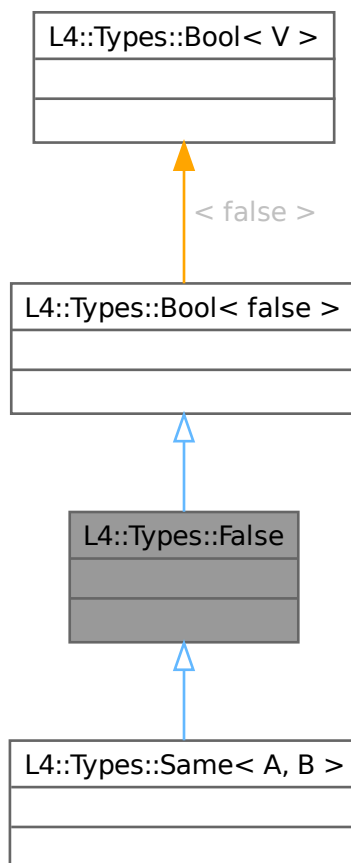 L4::Types::Bool< V >
< false >
L4::Types::Bool< false >
L4::Types::False
L4::Types::Same< A, B >